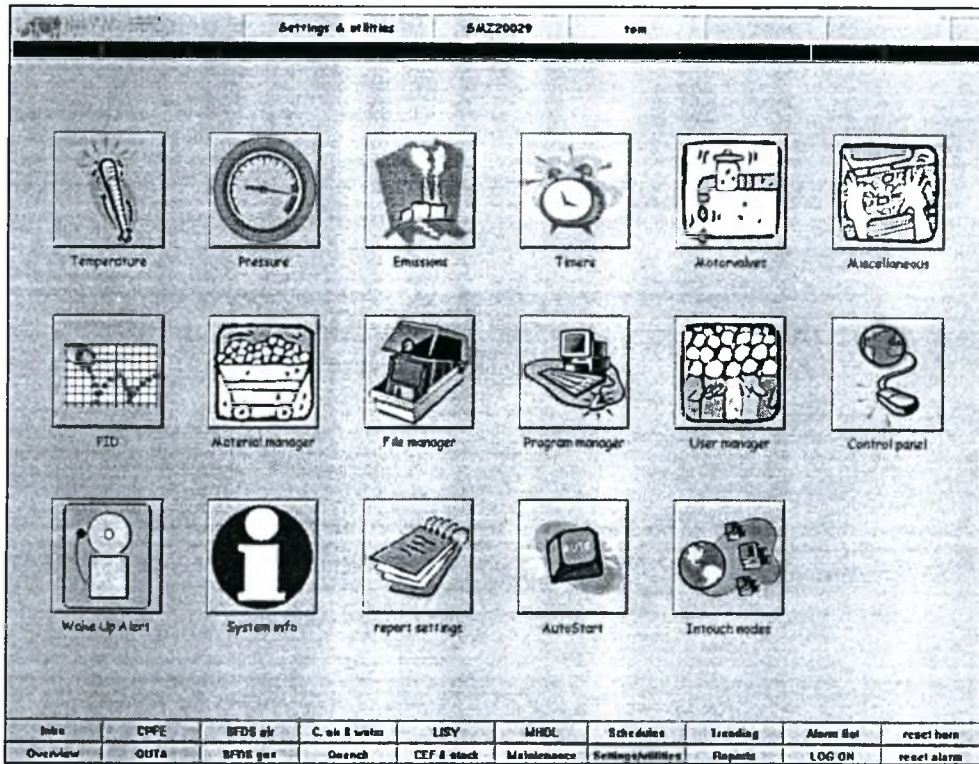 Settings & utilities SMZ20029 tom
Temperature Pressure Emissions Timers Motorvalves Miscellaneous
PID Material manager File manager Program manager User manager Control panel
Wake Up Alert System info report settings AutoStart Intouch nodes
Intro CPFE BFDS air C. air & water LISY MHDL Schedules Trending Alarm list reset horn
Overview OUTA BFDS gas Quench CEF & stack Maintenance Settings/utilities Reports LOG ON reset alarm